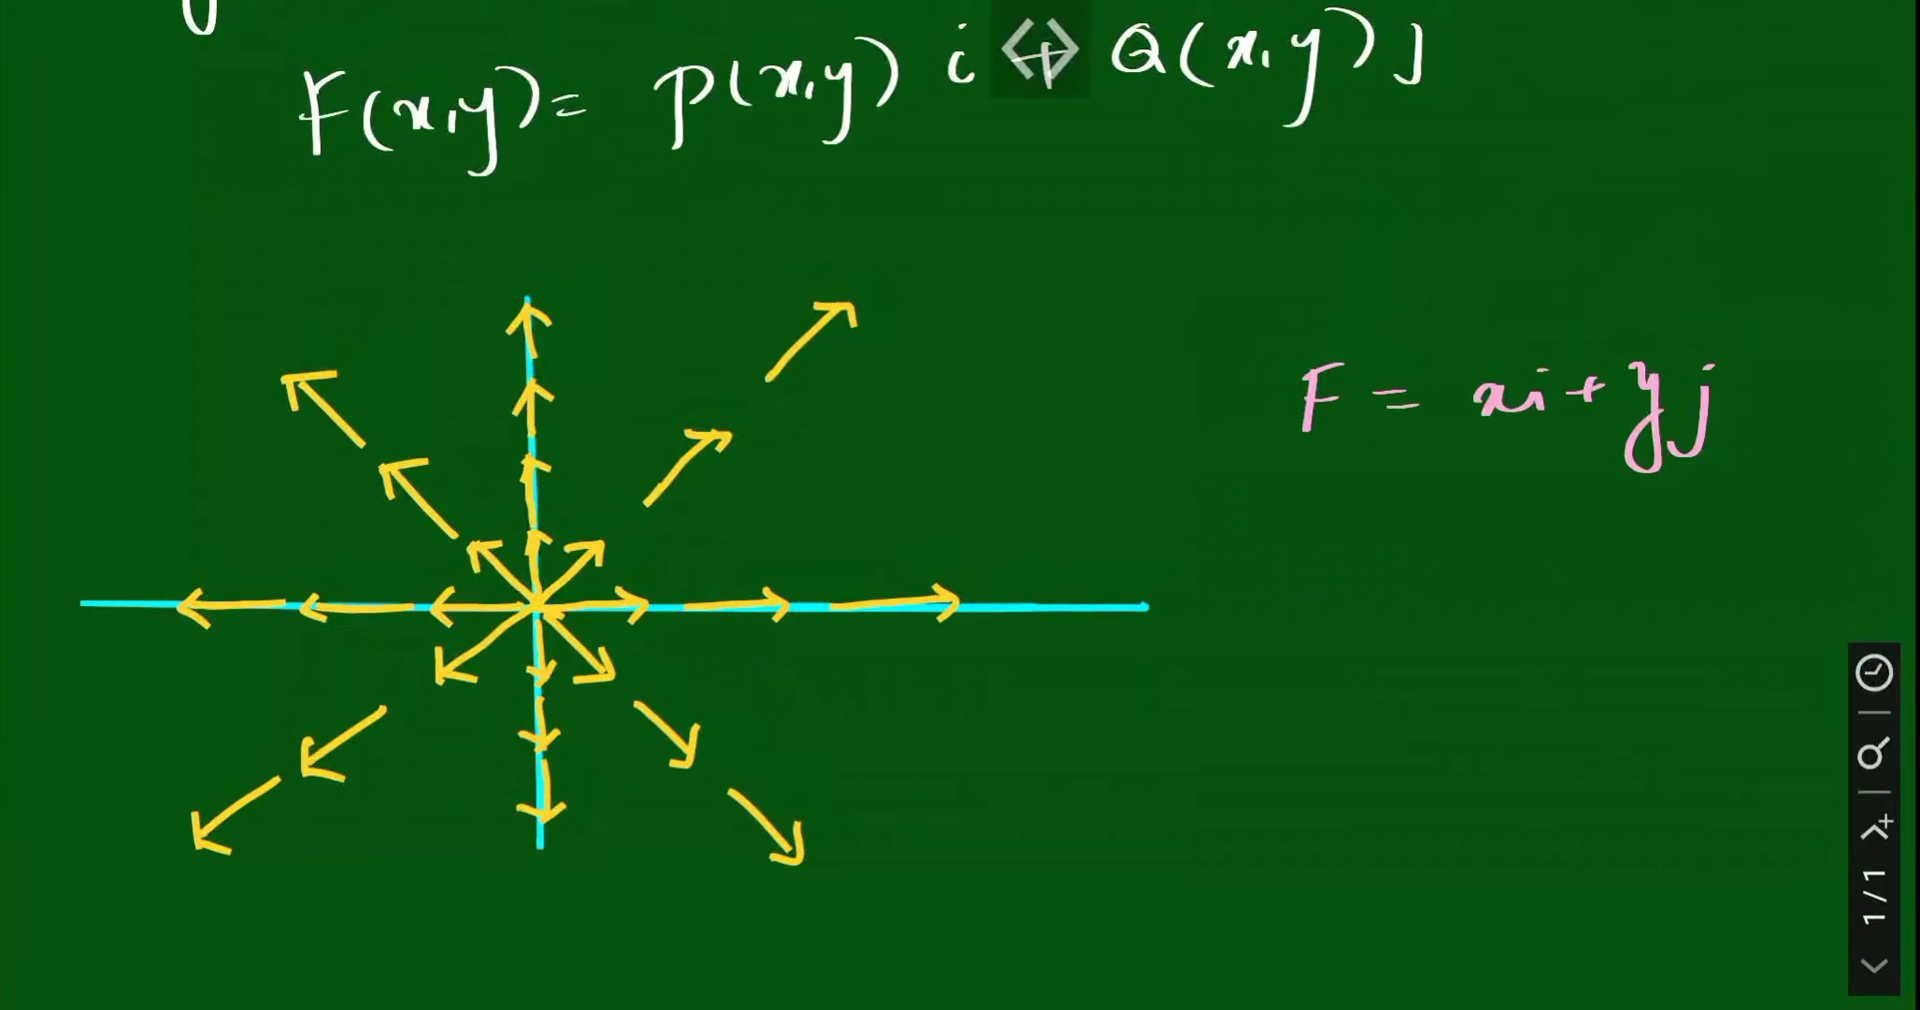 F(x,y) = P(x,y) i + Q(x,y) j
F = xi + yj
1/1